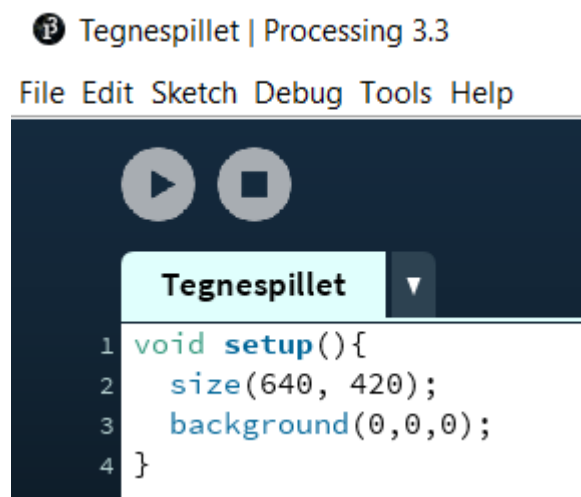 Tegnespillet | Processing 3.3
File Edit Sketch Debug Tools Help
Tegnespillet ▼
1 void setup(){
2   size(640, 420);
3   background(0,0,0);
4 }